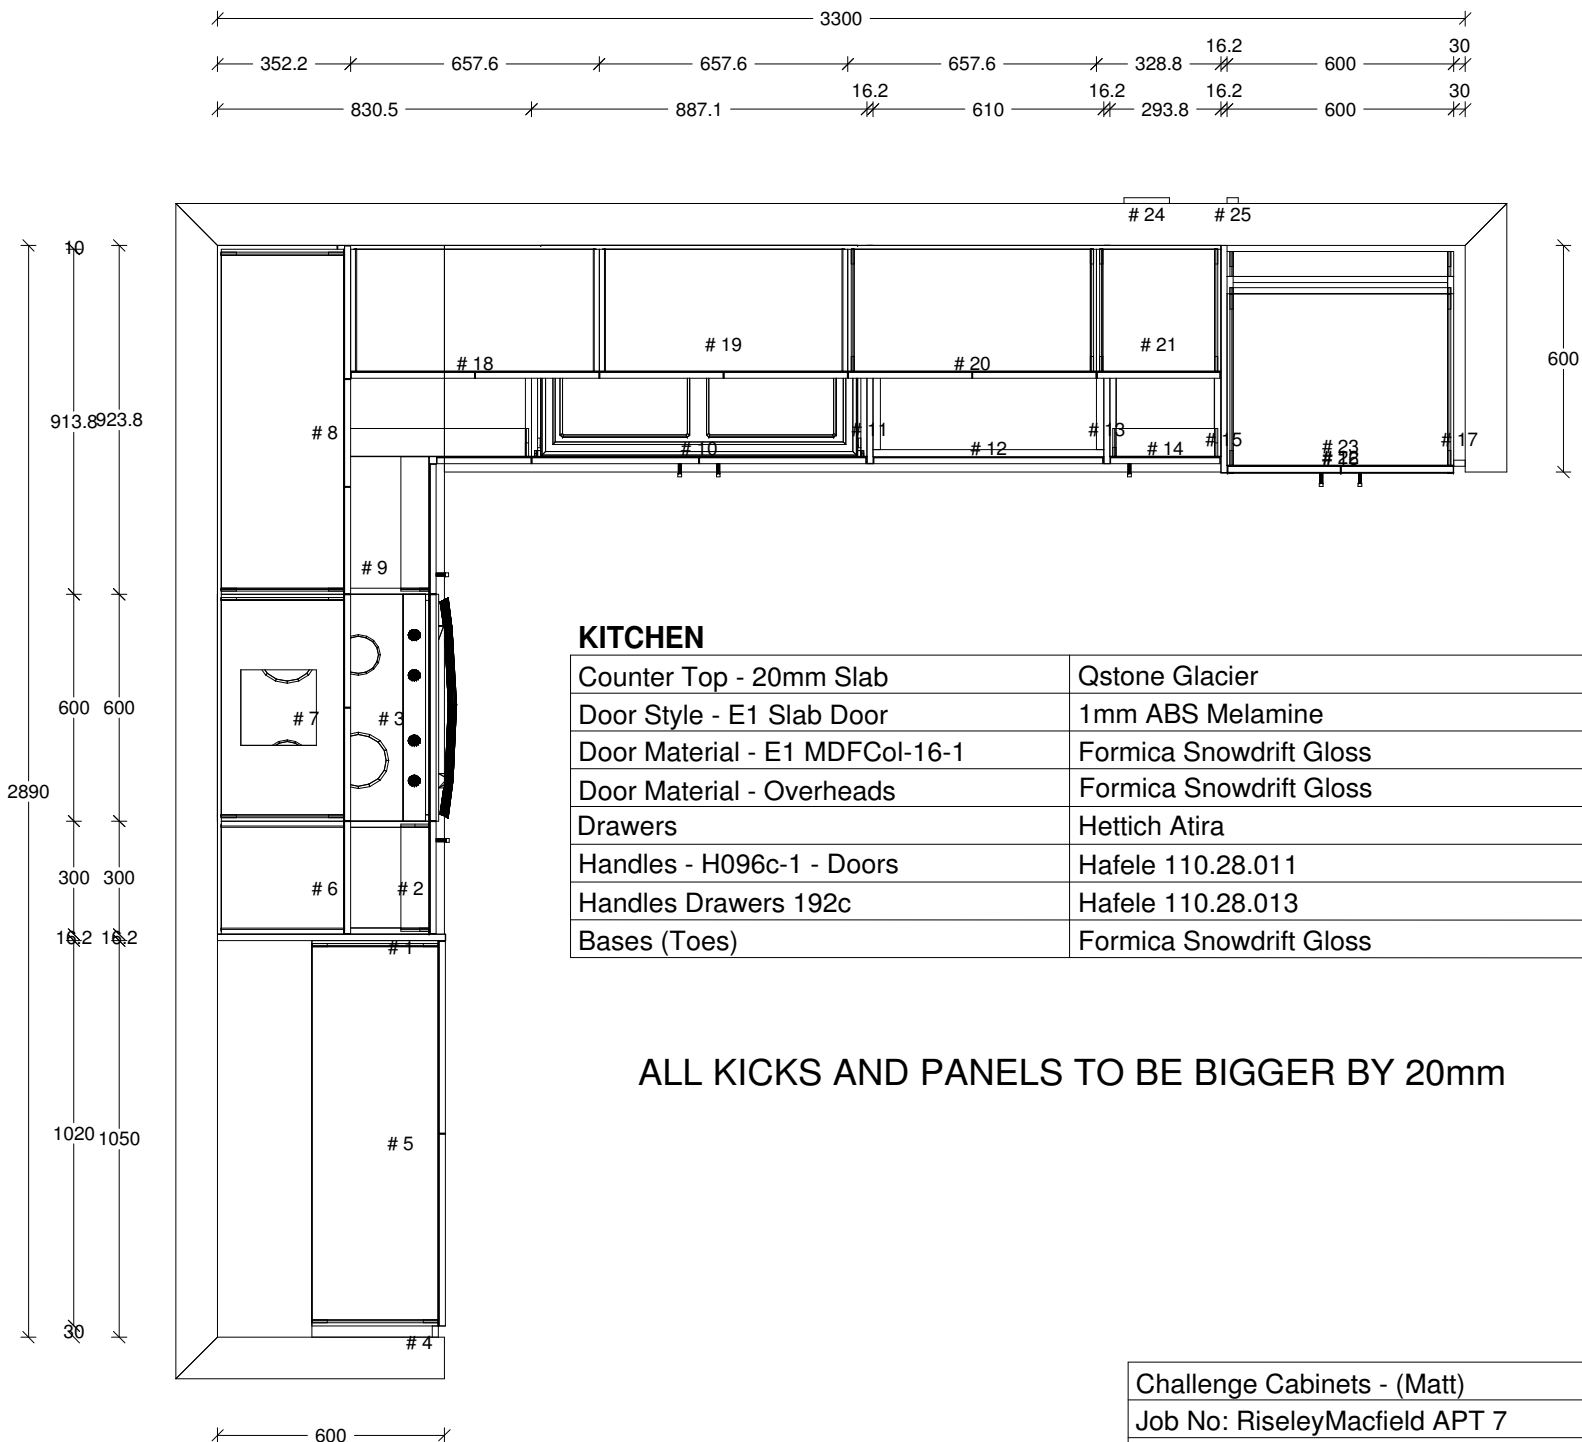 3300
352.2 657.6 657.6 657.6 328.8 16.2 600 30
830.5 887.1 16.2 610 16.2 293.8 16.2 600 30
# 24 # 25
10
# 18 # 19 # 20 # 21
600
913.8 923.8
# 8 # 10 # 11 # 12 # 13 # 14 # 15 # 23 # 17
# 9
600 600
# 7 # 3
2890
300 300
# 6 # 2
16.2 16.2
# 1
1020 1050
# 5
30
# 4
600
KITCHEN
Counter Top - 20mm Slab Qstone Glacier
Door Style - E1 Slab Door 1mm ABS Melamine
Door Material - E1 MDFCol-16-1 Formica Snowdrift Gloss
Door Material - Overheads Formica Snowdrift Gloss
Drawers Hettich Atira
Handles - H096c-1 - Doors Hafele 110.28.011
Handles Drawers 192c Hafele 110.28.013
Bases (Toes) Formica Snowdrift Gloss
ALL KICKS AND PANELS TO BE BIGGER BY 20mm
Challenge Cabinets - (Matt)
Job No: RiseleyMacfield APT 7